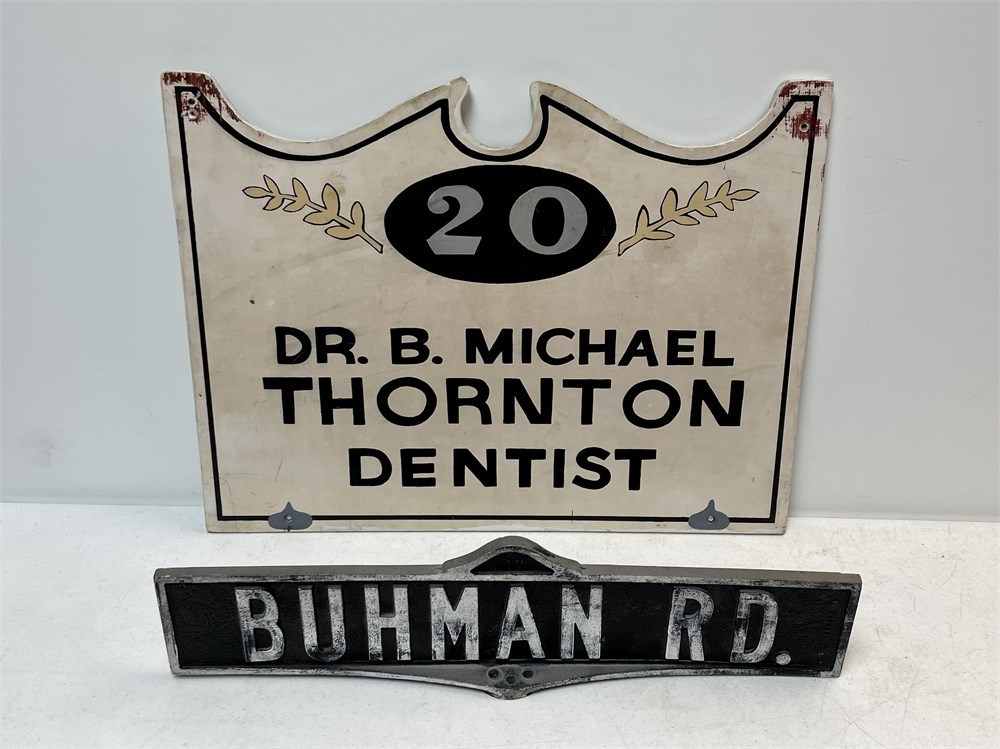 20
DR. B. MICHAEL
THORNTON
DENTIST
BUHMAN RD.